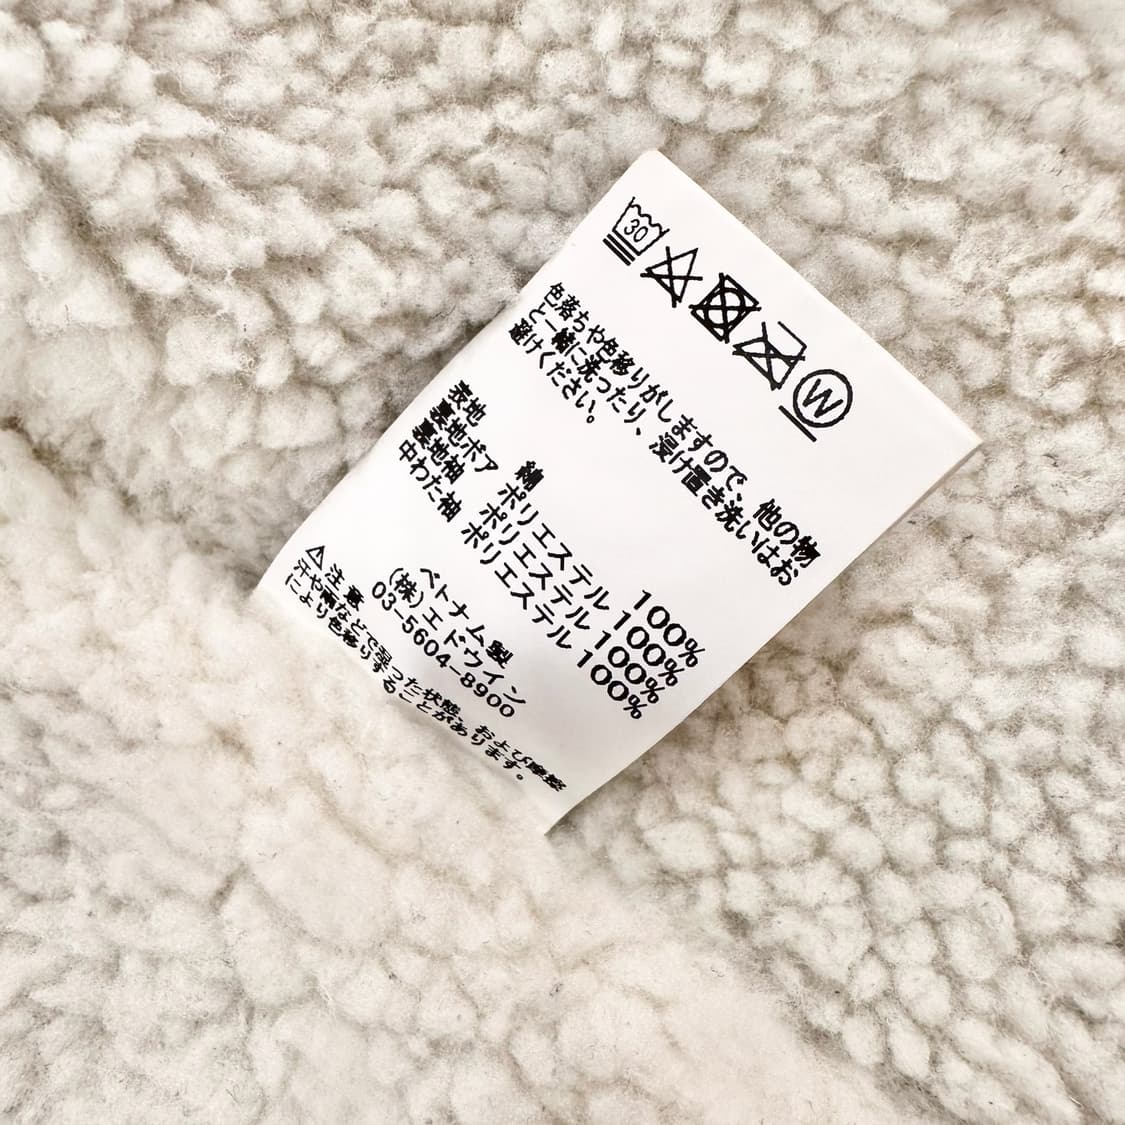 30
W
色落ちや色移りがしますので、他の物
と一緒に洗ったり、浸け置き洗いはお
避けください。
表地 綿 100%
裏地ボア ポリエステル 100%
裏地袖 ポリエステル 100%
中わた袖 ポリエステル 100%
ベトナム製
(株)エドウイン
03-5604-8900
⚠注意
汗や雨などで湿った状態、および摩擦
により色移りすることがあります。